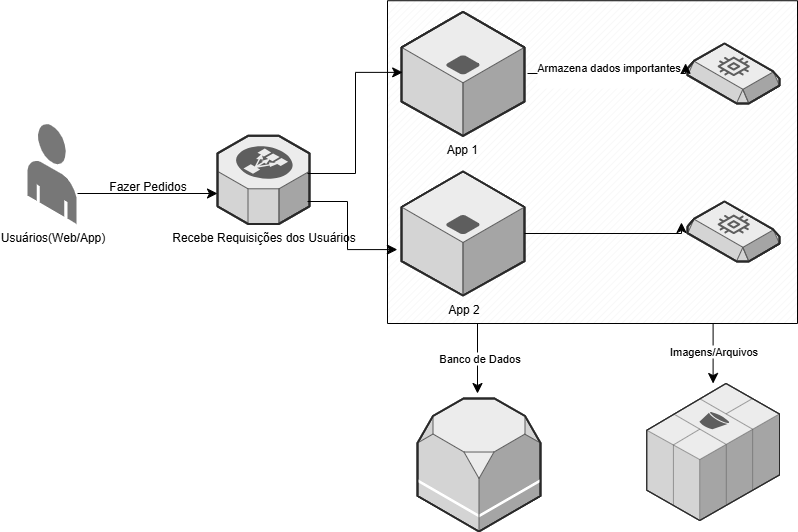 Armazena dados importantes
App 1
Fazer Pedidos
Usuários(Web/App)
Recebe Requisições dos Usuários
App 2
Banco de Dados
Imagens/Arquivos